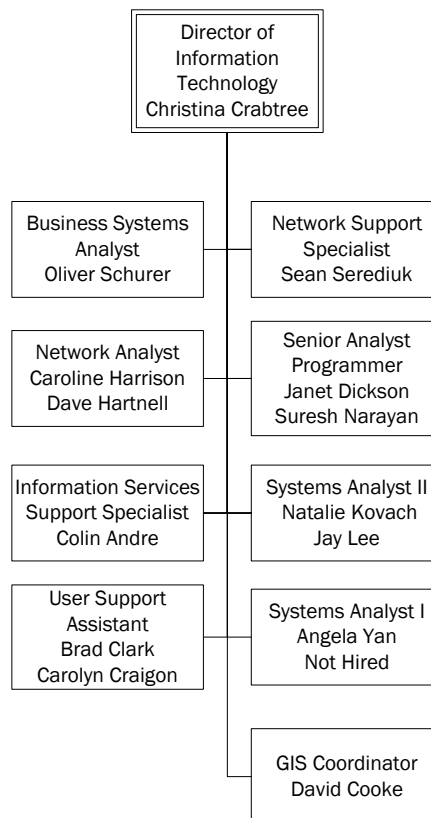 Director of
Information
Technology
Christina Crabtree
Business Systems
Analyst
Oliver Schurer
Network Support
Specialist
Sean Serediuk
Network Analyst
Caroline Harrison
Dave Hartnell
Senior Analyst
Programmer
Janet Dickson
Suresh Narayan
Information Services
Support Specialist
Colin Andre
Systems Analyst II
Natalie Kovach
Jay Lee
User Support
Assistant
Brad Clark
Carolyn Craigon
Systems Analyst I
Angela Yan
Not Hired
GIS Coordinator
David Cooke